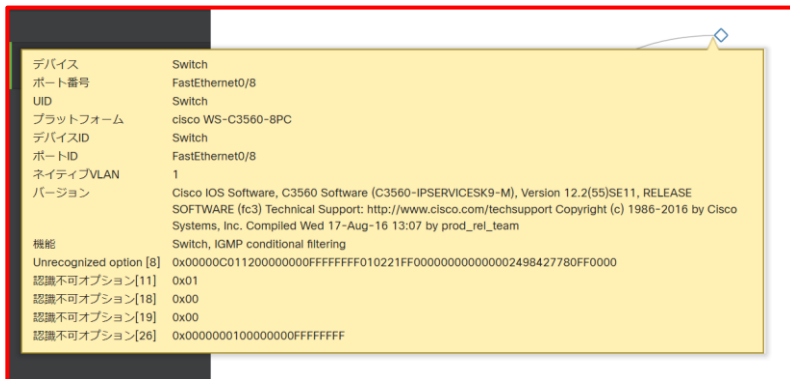 デバイス Switch
ポート番号 FastEthernet0/8
UID Switch
プラットフォーム cisco WS-C3560-8PC
デバイスID Switch
ポートID FastEthernet0/8
ネイティブVLAN 1
バージョン Cisco IOS Software, C3560 Software (C3560-IPSERVICESK9-M), Version 12.2(55)SE11, RELEASE
SOFTWARE (fc3) Technical Support: http://www.cisco.com/techsupport Copyright (c) 1986-2016 by Cisco
Systems, Inc. Compiled Wed 17-Aug-16 13:07 by prod_rel_team
機能 Switch, IGMP conditional filtering
Unrecognized option [8] 0x00000C011200000000FFFFFFFF010221FF000000000000002498427780FF0000
認識不可オプション[11] 0x01
認識不可オプション[18] 0x00
認識不可オプション[19] 0x00
認識不可オプション[26] 0x0000000100000000FFFFFFFF